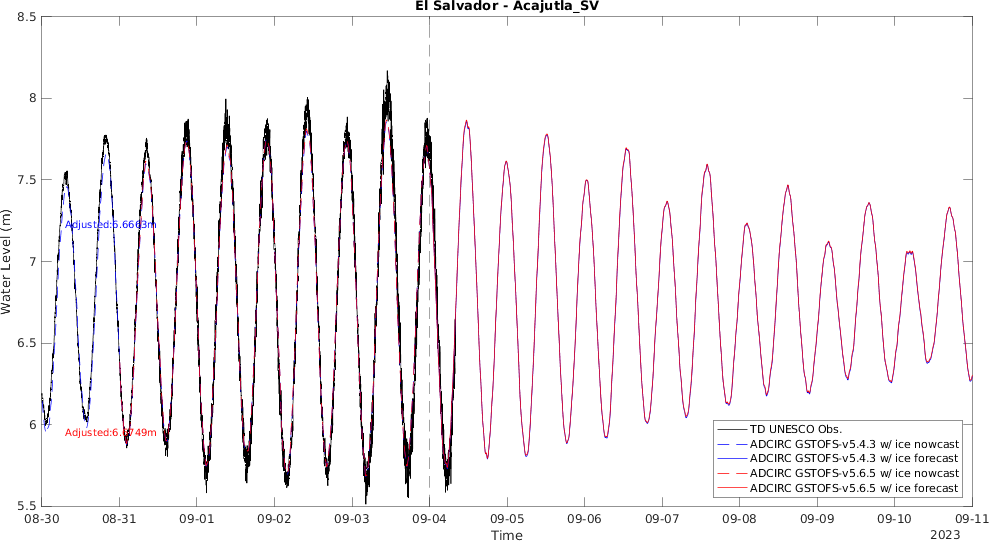 El Salvador - Acajutla_SV
8.5
8
7.5
7
6.5
6
5.5
Water Level (m)
Adjusted:6.6663m
08-30
08-31
09-01
09-02
09-03
09-04
09-05
09-06
09-07
09-08
09-09
09-10
09-11
Time
2023
TD UNESCO Obs.
ADCIRC GSTOFS-v5.4.3 w/ ice nowcast
ADCIRC GSTOFS-v5.4.3 w/ ice forecast
ADCIRC GSTOFS-v5.6.5 w/ ice nowcast
ADCIRC GSTOFS-v5.6.5 w/ ice forecast